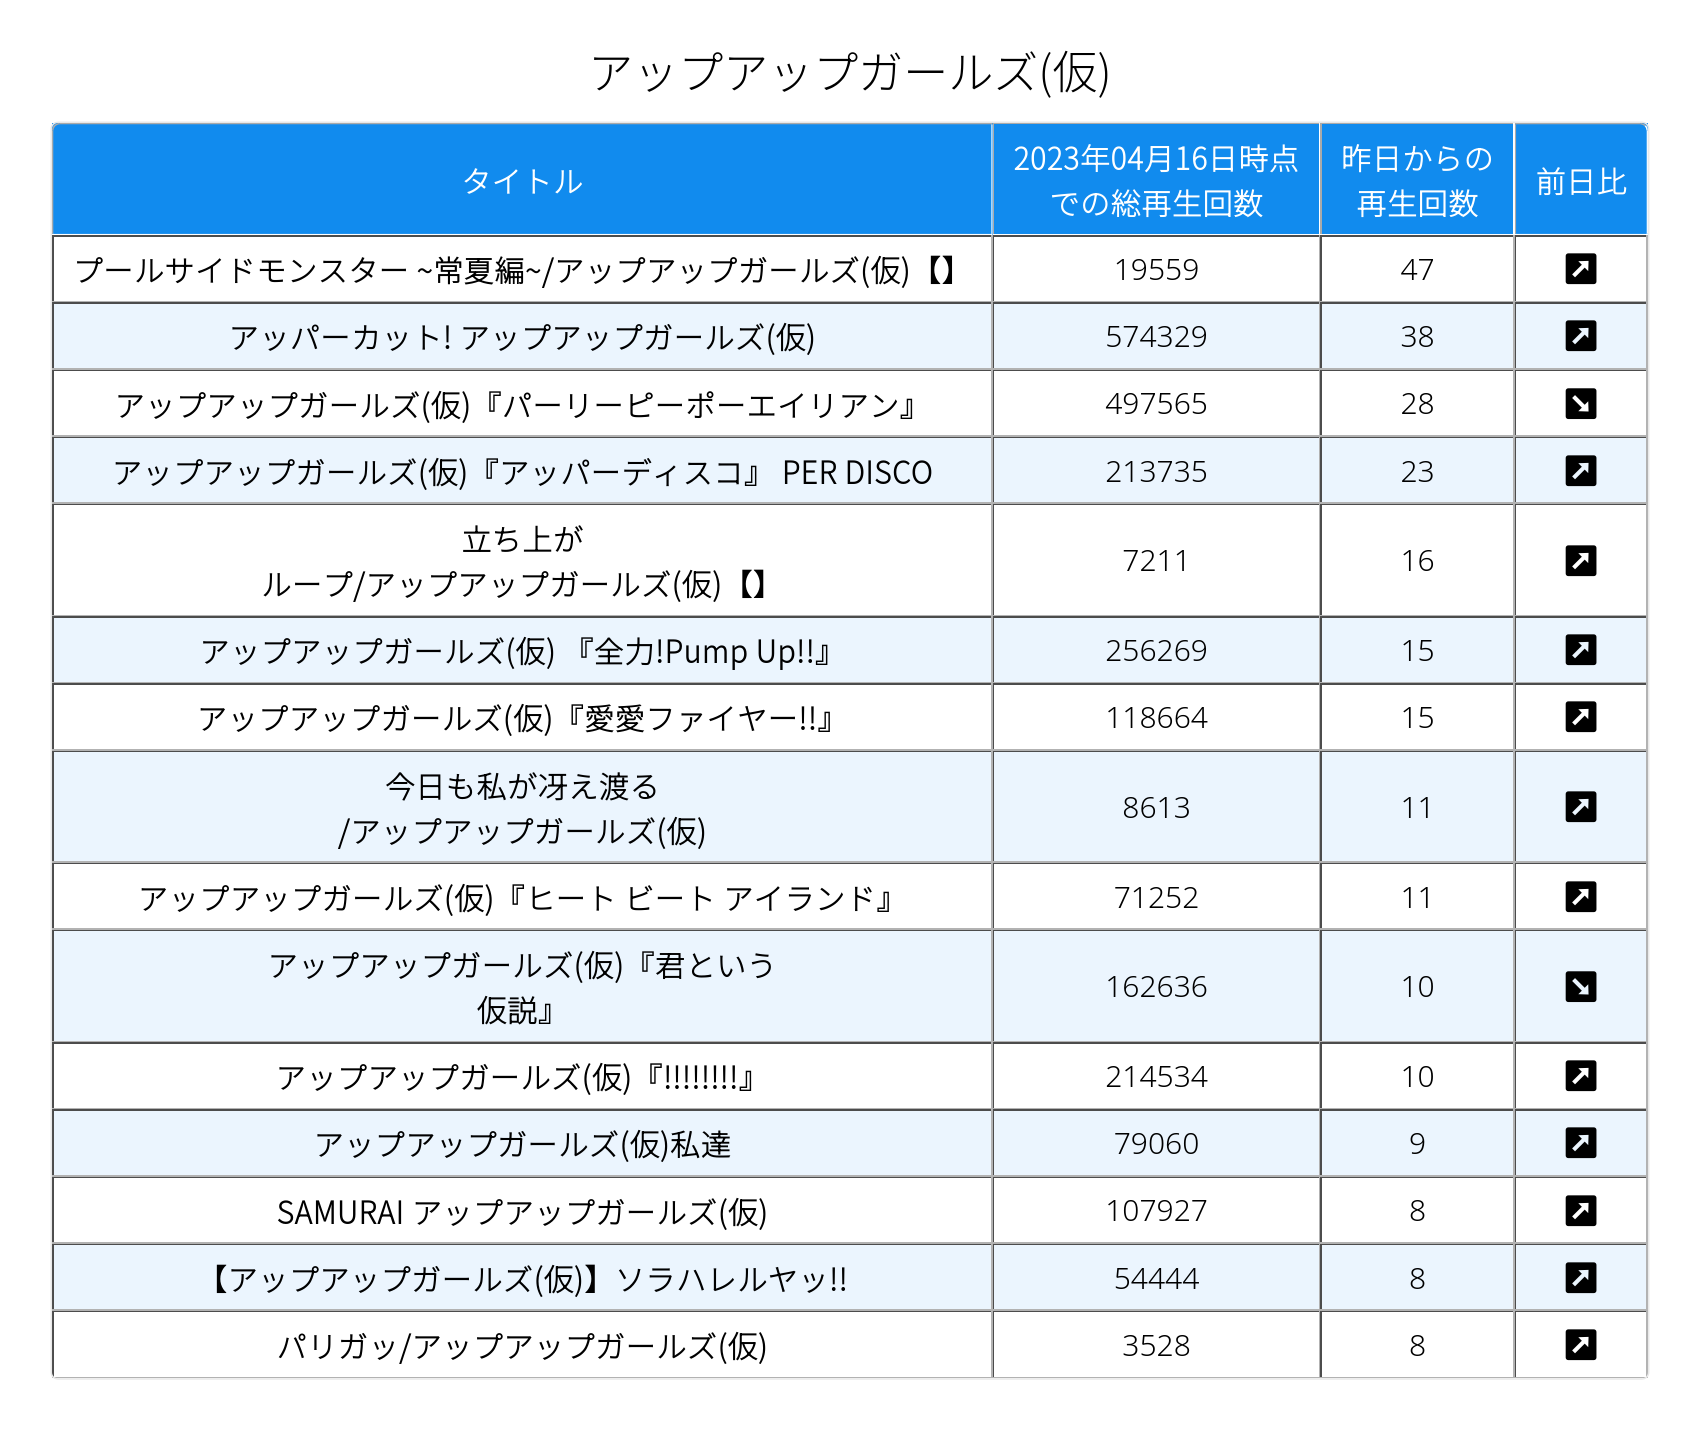 アップアップガールズ(仮)
タイトル
2023年04月16日時点
での総再生回数
昨日からの
再生回数
前日比
プールサイドモンスター ~常夏編~/アップアップガールズ(仮)【】
19559
47
アッパーカット! アップアップガールズ(仮)
574329
38
アップアップガールズ(仮)『パーリーピーポーエイリアン』
497565
28
アップアップガールズ(仮)『アッパーディスコ』 PER DISCO
213735
23
立ち上が
ループ/アップアップガールズ(仮)【】
7211
16
アップアップガールズ(仮) 『全力!Pump Up!!』
256269
15
アップアップガールズ(仮)『愛愛ファイヤー!!』
118664
15
今日も私が冴え渡る
/アップアップガールズ(仮)
8613
11
アップアップガールズ(仮)『ヒート ビート アイランド』
71252
11
アップアップガールズ(仮)『君という
仮説』
162636
10
アップアップガールズ(仮)『!!!!!!!!』
214534
10
アップアップガールズ(仮)私達
79060
9
SAMURAI アップアップガールズ(仮)
107927
8
【アップアップガールズ(仮)】ソラハレルヤッ!!
54444
8
パリガッ/アップアップガールズ(仮)
3528
8